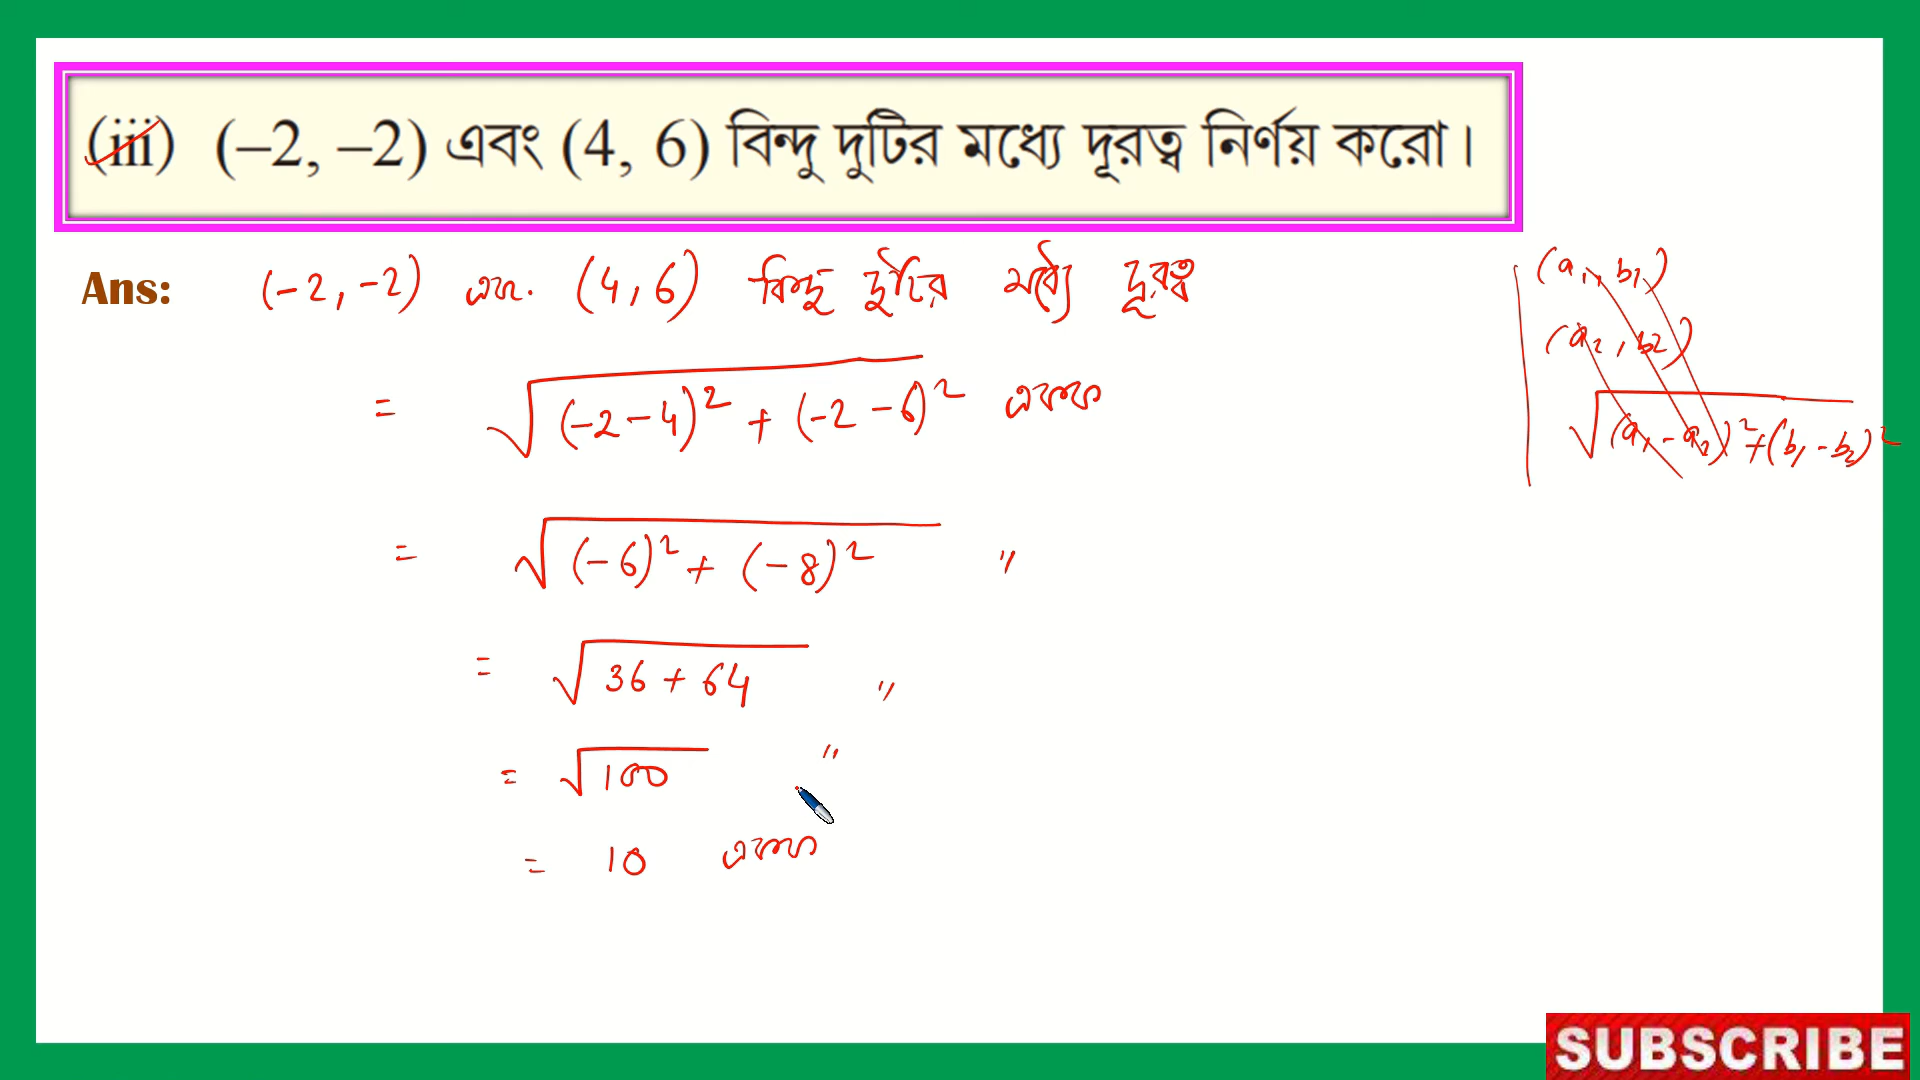 (iii) (–2, –2) এবং (4, 6) বিন্দু দুটির মধ্যে দূরত্ব নির্ণয় করো।
Ans: (-2, -2) এবং (4, 6) বিন্দু দুটির মধ্যে দূরত্ব
= √(-2-4)² + (-2-6)² একক
= √(-6)² + (-8)² "
= √36 + 64 "
= √100 "
= 10 একক
(a₁, b₁)
(a₂, b₂)
√(a₁ - a₂)² + (b₁ - b₂)²
SUBSCRIBE